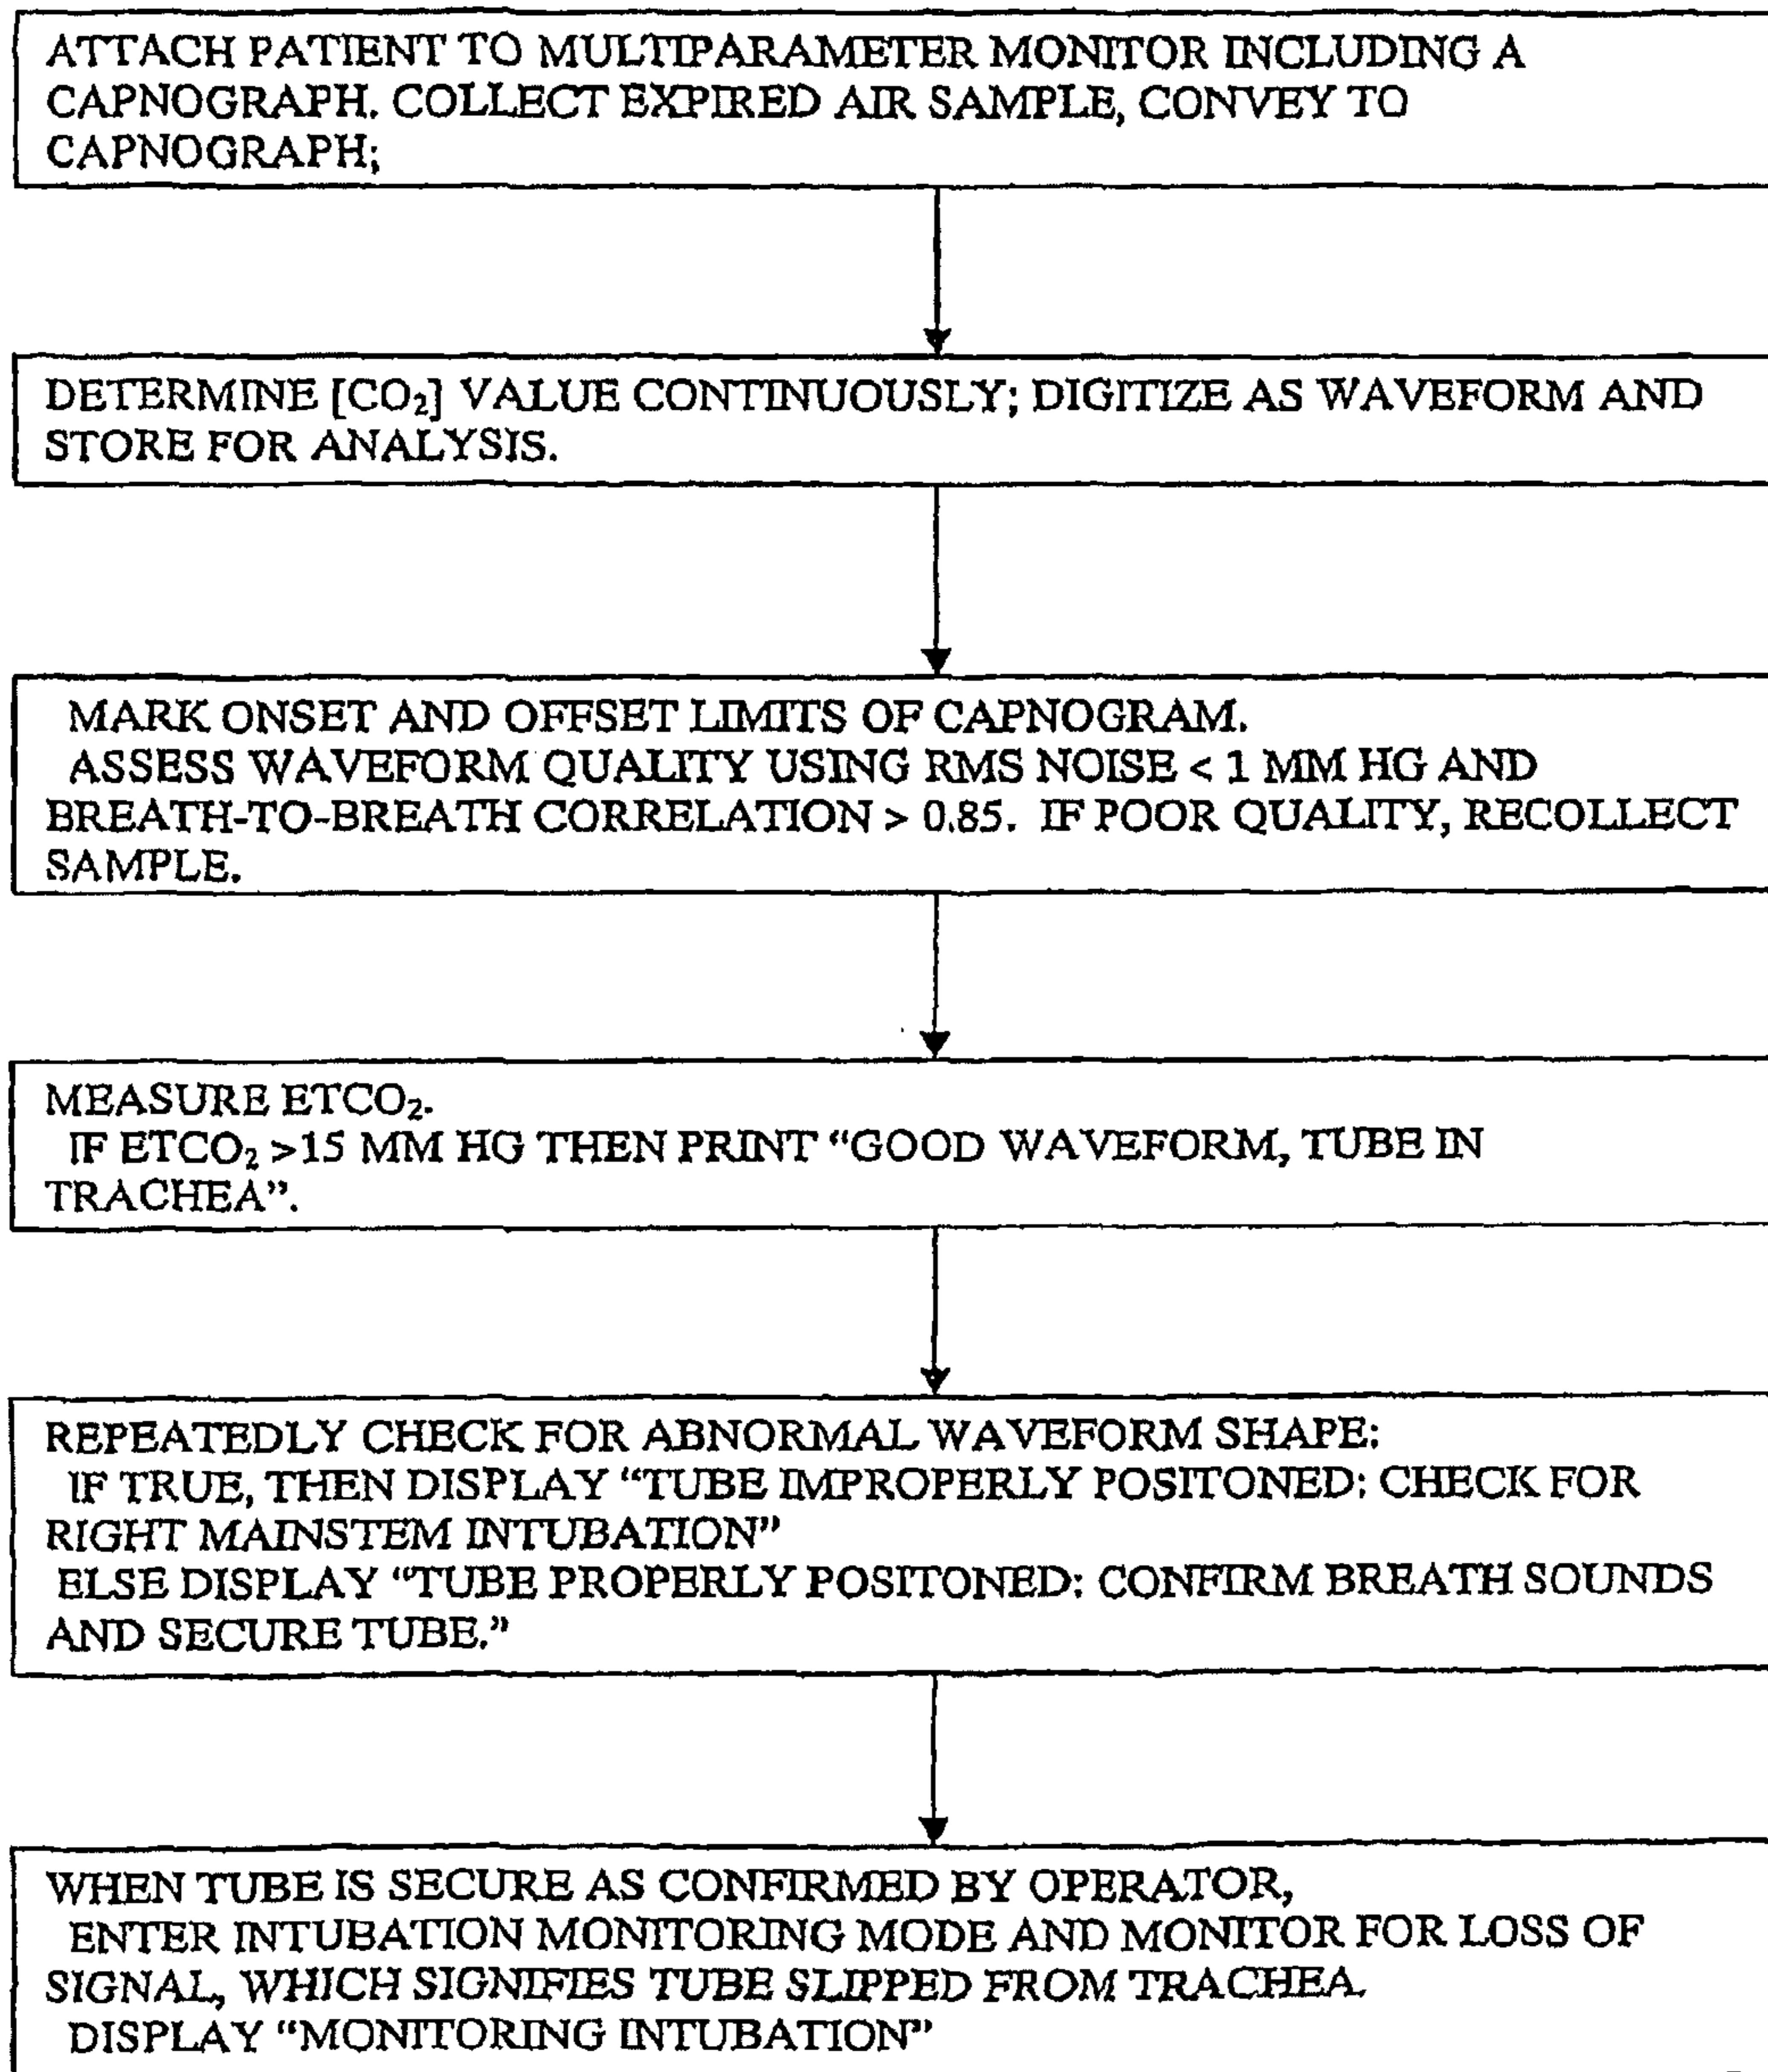 ATTACH PATIENT TO MULTIPARAMETER MONITOR INCLUDING A
CAPNOGRAPH. COLLECT EXPIRED AIR SAMPLE, CONVEY TO
CAPNOGRAPH;
DETERMINE [CO₂] VALUE CONTINUOUSLY; DIGITIZE AS WAVEFORM AND
STORE FOR ANALYSIS.
MARK ONSET AND OFFSET LIMITS OF CAPNOGRAM.
ASSESS WAVEFORM QUALITY USING RMS NOISE < 1 MM HG AND
BREATH-TO-BREATH CORRELATION > 0.85. IF POOR QUALITY, RECOLLECT
SAMPLE.
MEASURE ETCO₂.
IF ETCO₂ >15 MM HG THEN PRINT “GOOD WAVEFORM, TUBE IN
TRACHEA”.
REPEATEDLY CHECK FOR ABNORMAL WAVEFORM SHAPE:
IF TRUE, THEN DISPLAY “TUBE IMPROPERLY POSITONED: CHECK FOR
RIGHT MAINSTEM INTUBATION”
ELSE DISPLAY “TUBE PROPERLY POSITONED: CONFIRM BREATH SOUNDS
AND SECURE TUBE.”
WHEN TUBE IS SECURE AS CONFIRMED BY OPERATOR,
ENTER INTUBATION MONITORING MODE AND MONITOR FOR LOSS OF
SIGNAL, WHICH SIGNIFIES TUBE SLIPPED FROM TRACHEA.
DISPLAY “MONITORING INTUBATION”